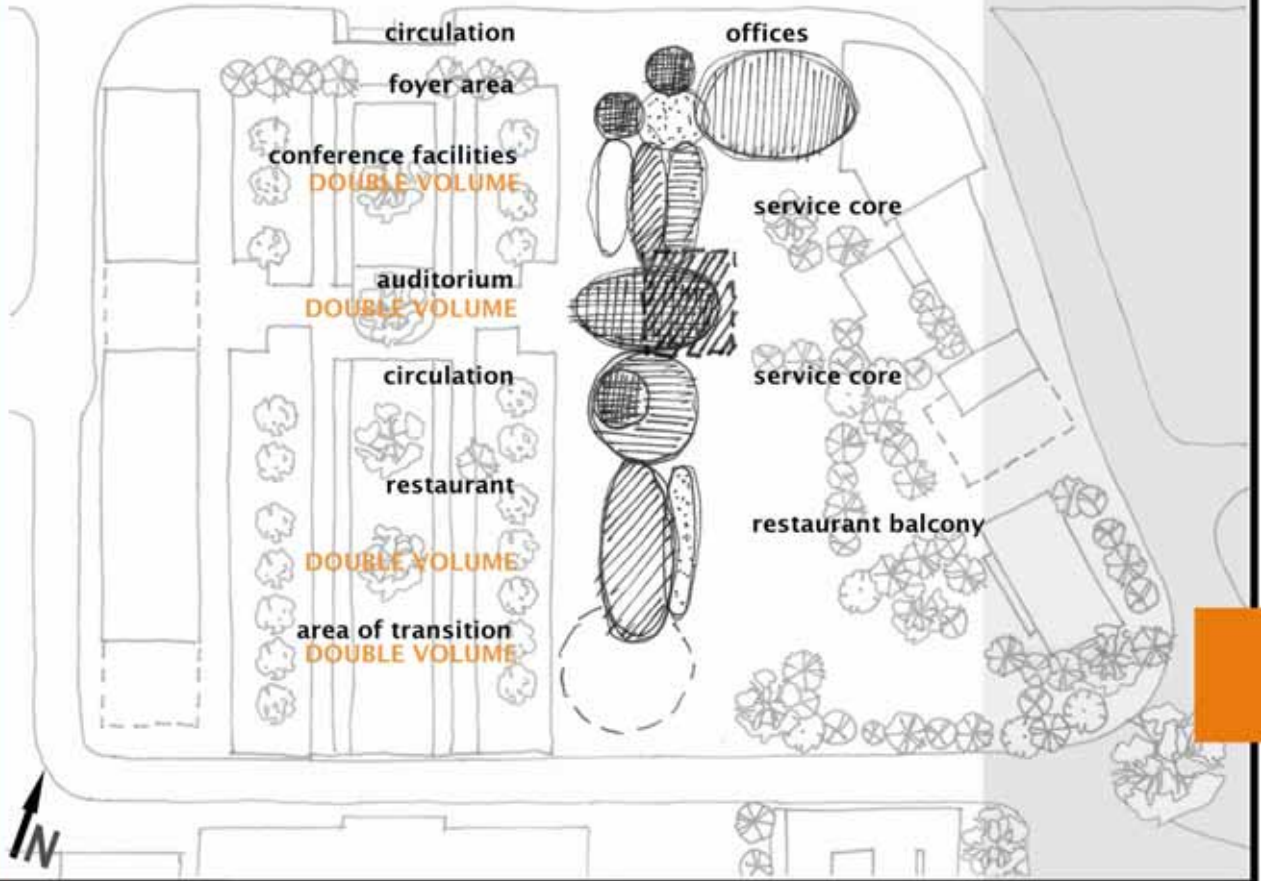 circulation
offices
foyer area
conference facilities
DOUBLE VOLUME
service core
auditorium
DOUBLE VOLUME
circulation
service core
restaurant
restaurant balcony
DOUBLE VOLUME
area of transition
DOUBLE VOLUME
N